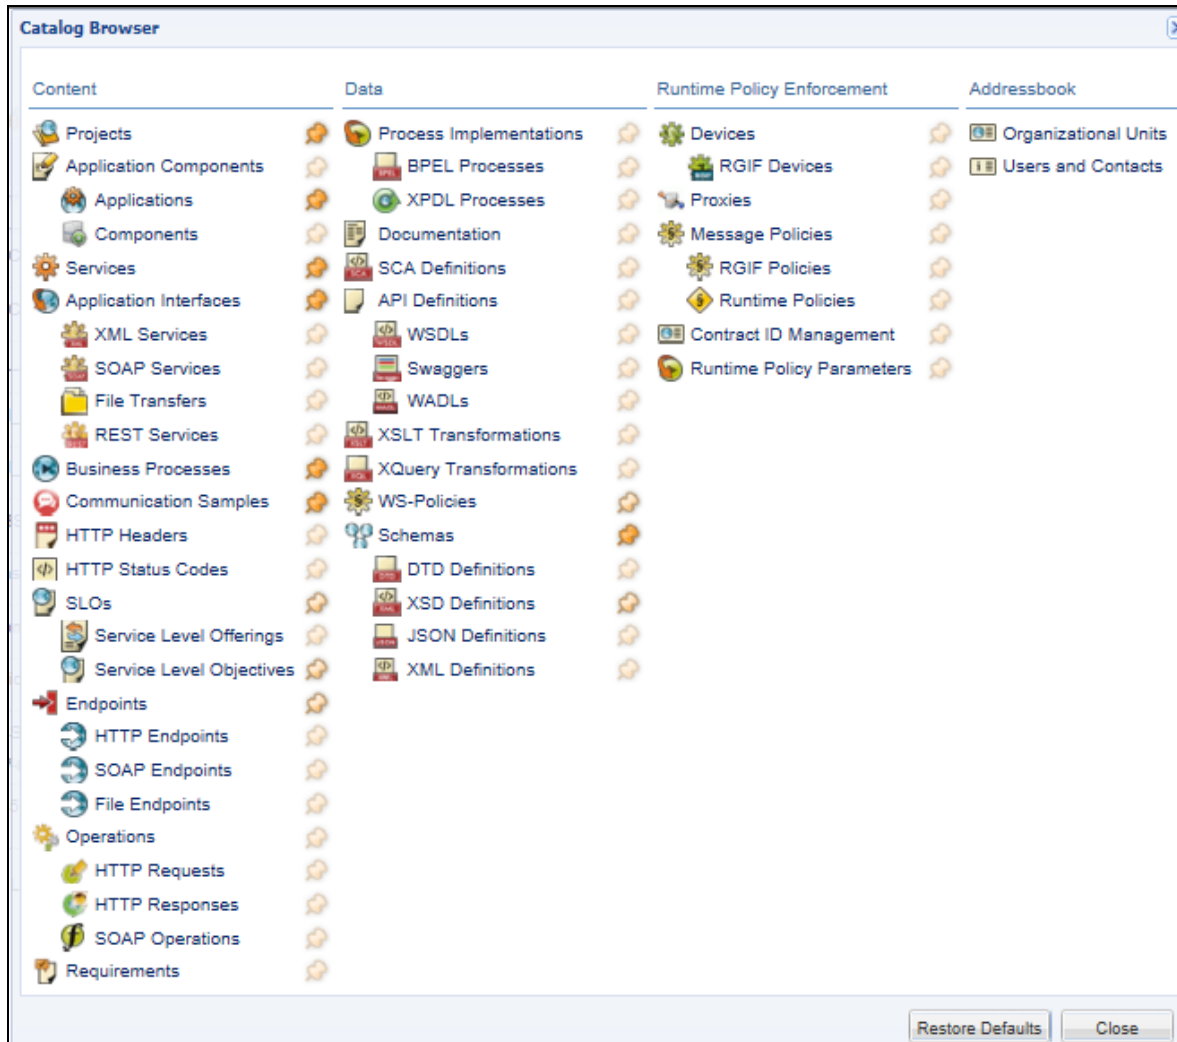 Catalog Browser
Content
Projects
Application Components
Applications
Components
Services
Application Interfaces
XML Services
SOAP Services
File Transfers
REST Services
Business Processes
Communication Samples
HTTP Headers
HTTP Status Codes
SLOs
Service Level Offerings
Service Level Objectives
Endpoints
HTTP Endpoints
SOAP Endpoints
File Endpoints
Operations
HTTP Requests
HTTP Responses
SOAP Operations
Requirements
Data
Process Implementations
BPEL Processes
XPDL Processes
Documentation
SCA Definitions
API Definitions
WSDLs
Swaggers
WADLs
XSLT Transformations
XQuery Transformations
WS-Policies
Schemas
DTD Definitions
XSD Definitions
JSON Definitions
XML Definitions
Runtime Policy Enforcement
Devices
RGIF Devices
Proxies
Message Policies
RGIF Policies
Runtime Policies
Contract ID Management
Runtime Policy Parameters
Addressbook
Organizational Units
Users and Contacts
Restore Defaults
Close